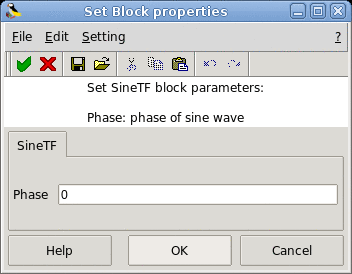 Set Block properties
File Edit Setting ?
Set SineTF block parameters:
Phase: phase of sine wave
SineTF
Phase 0
Help OK Cancel